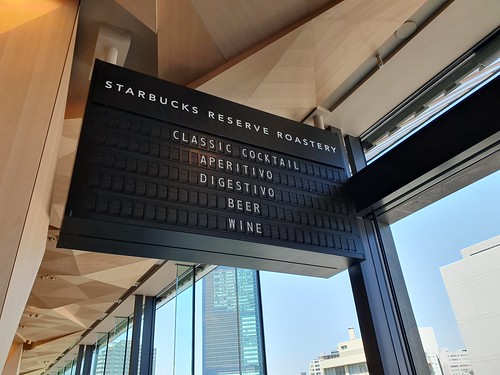 STARBUCKS RESERVE ROASTERY
CLASSIC COCKTAIL
APERITIVO
DIGESTIVO
BEER
WINE